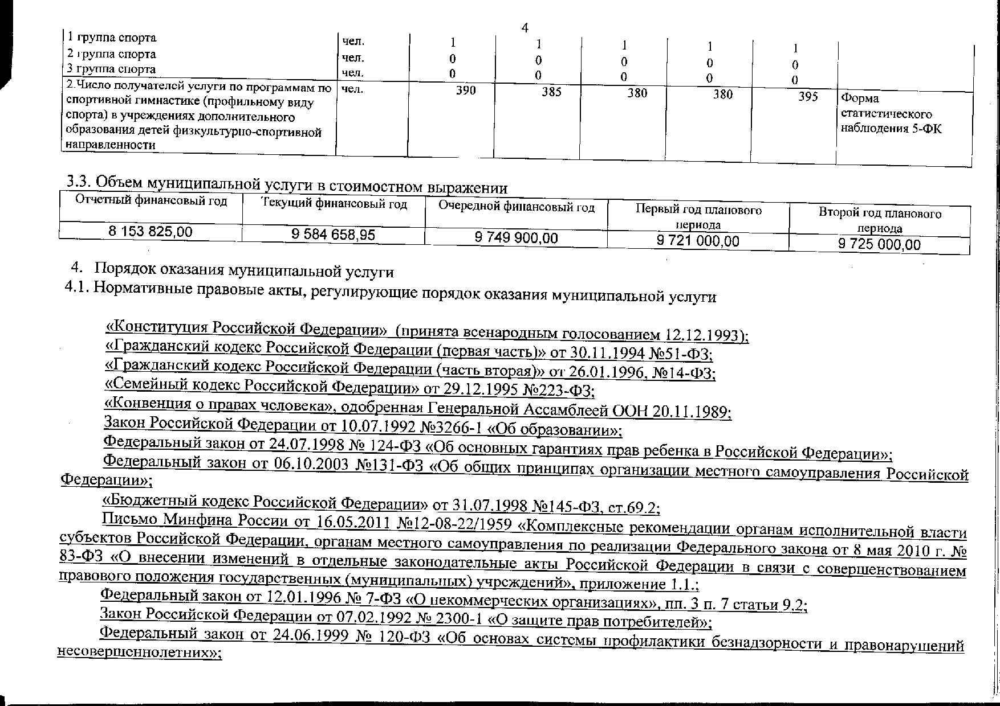 4
1 группа спорта чел. 1 1 1 1 1
2 группа спорта чел. 0 0 0 0 0
3 группа спорта чел. 0 0 0 0 0
2.Число получателей услуги по программам по чел. 390 385 380 380 395 Форма
спортивной гимнастике (профильному виду
спорта) в учреждениях дополнительного статистического
образования детей физкультурно-спортивной наблюдения 5-ФК
направленности
3.3. Объем муниципальной услуги в стоимостном выражении
Отчетный финансовый год Текущий финансовый год Очередной финансовый год Первый год планового Второй год планового
периода периода
8 153 825,00 9 584 658,95 9 749 900,00 9 721 000,00 9 725 000,00
4. Порядок оказания муниципальной услуги
4.1. Нормативные правовые акты, регулирующие порядок оказания муниципальной услуги
«Конституция Российской Федерации» (принята всенародным голосованием 12.12.1993);
«Гражданский кодекс Российской Федерации (первая часть)» от 30.11.1994 №51-ФЗ;
«Гражданский кодекс Российской Федерации (часть вторая)» от 26.01.1996, №14-ФЗ;
«Семейный кодекс Российской Федерации» от 29.12.1995 №223-ФЗ;
«Конвенция о правах человека», одобренная Генеральной Ассамблеей ООН 20.11.1989;
Закон Российской Федерации от 10.07.1992 №3266-1 «Об образовании»;
Федеральный закон от 24.07.1998 № 124-ФЗ «Об основных гарантиях прав ребенка в Российской Федерации»;
Федеральный закон от 06.10.2003 №131-ФЗ «Об общих принципах организации местного самоуправления Российской
Федерации»;
«Бюджетный кодекс Российской Федерации» от 31.07.1998 №145-ФЗ, ст.69.2;
Письмо Минфина России от 16.05.2011 №12-08-22/1959 «Комплексные рекомендации органам исполнительной власти
субъектов Российской Федерации, органам местного самоуправления по реализации Федерального закона от 8 мая 2010 г. №
83-ФЗ «О внесении изменений в отдельные законодательные акты Российской Федерации в связи с совершенствованием
правового положения государственных (муниципальных) учреждений», приложение 1.1.;
Федеральный закон от 12.01.1996 № 7-ФЗ «О некоммерческих организациях», пп. 3 п. 7 статьи 9.2;
Закон Российской Федерации от 07.02.1992 № 2300-1 «О защите прав потребителей»;
Федеральный закон от 24.06.1999 № 120-ФЗ «Об основах системы профилактики безнадзорности и правонарушений
несовершеннолетних»;